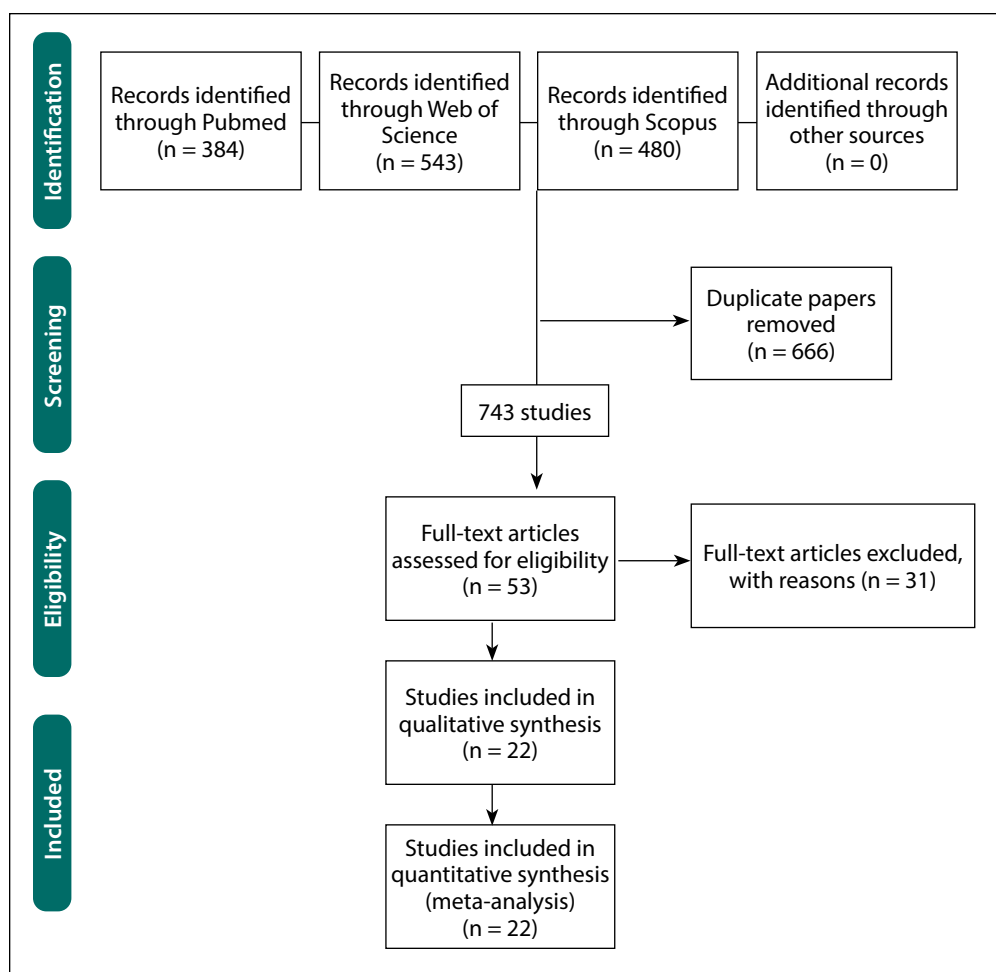 Identification
Records identified
through Pubmed
(n = 384)
Records identified
through Web of
Science
(n = 543)
Records identified
through Scopus
(n = 480)
Additional records
identified through
other sources
(n = 0)
Screening
Duplicate papers
removed
(n = 666)
743 studies
Eligibility
Full-text articles
assessed for eligibility
(n = 53)
Full-text articles excluded,
with reasons (n = 31)
Included
Studies included in
qualitative synthesis
(n = 22)
Studies included in
quantitative synthesis
(meta-analysis)
(n = 22)